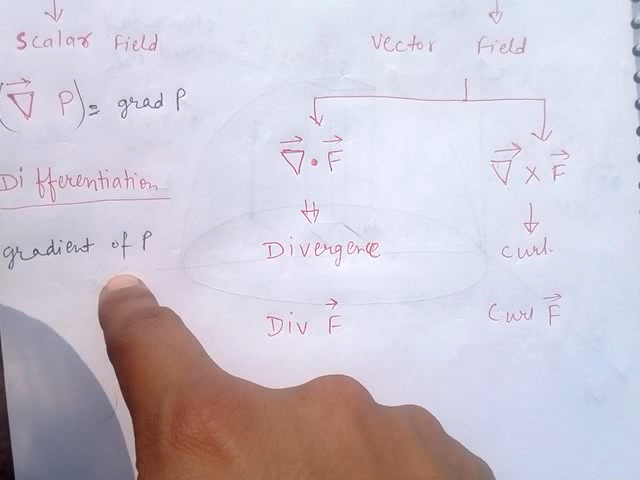 Scalar Field
Vector Field
(∇⃗ P) = grad P
∇⃗ • F⃗
∇⃗ × F⃗
Differentiation
gradient of P
Divergence
Curl
Div F⃗
Curl F⃗